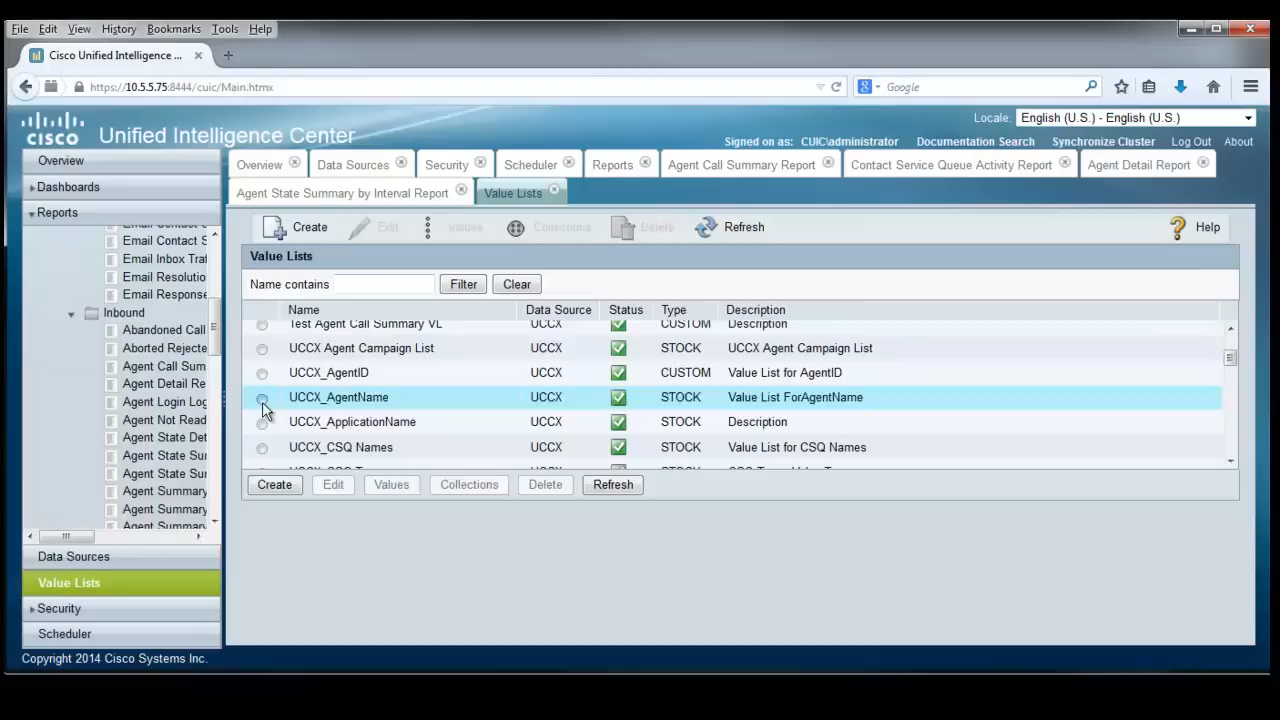 File Edit View History Bookmarks Tools Help
Cisco Unified Intelligence ...
https://10.5.5.75:8444/cuic/Main.htmx
Google
Locale: English (U.S.) - English (U.S.)
CISCO Unified Intelligence Center
Signed on as: CUIC\administrator Documentation Search Synchronize Cluster Log Out About
Overview
Dashboards
Reports
Email Contact S
Email Inbox Traf
Email Resolutio
Email Response
Inbound
Abandoned Call
Aborted Rejecte
Agent Call Sum
Agent Detail Re
Agent Login Log
Agent Not Read
Agent State Det
Agent State Sur
Agent State Sur
Agent Summary
Agent Summary
Agent Summary
Data Sources
Value Lists
Security
Scheduler
Overview Data Sources Security Scheduler Reports Agent Call Summary Report Contact Service Queue Activity Report Agent Detail Report
Agent State Summary by Interval Report Value Lists
Create Edit Values Collections Delete Refresh Help
Value Lists
Name contains Filter Clear
Name Data Source Status Type Description
Test Agent Call Summary VL UCCX CUSTOM Description
UCCX Agent Campaign List UCCX STOCK UCCX Agent Campaign List
UCCX_AgentID UCCX CUSTOM Value List for AgentID
UCCX_AgentName UCCX STOCK Value List ForAgentName
UCCX_ApplicationName UCCX STOCK Description
UCCX_CSQ Names UCCX STOCK Value List for CSQ Names
Create Edit Values Collections Delete Refresh
Copyright 2014 Cisco Systems Inc.